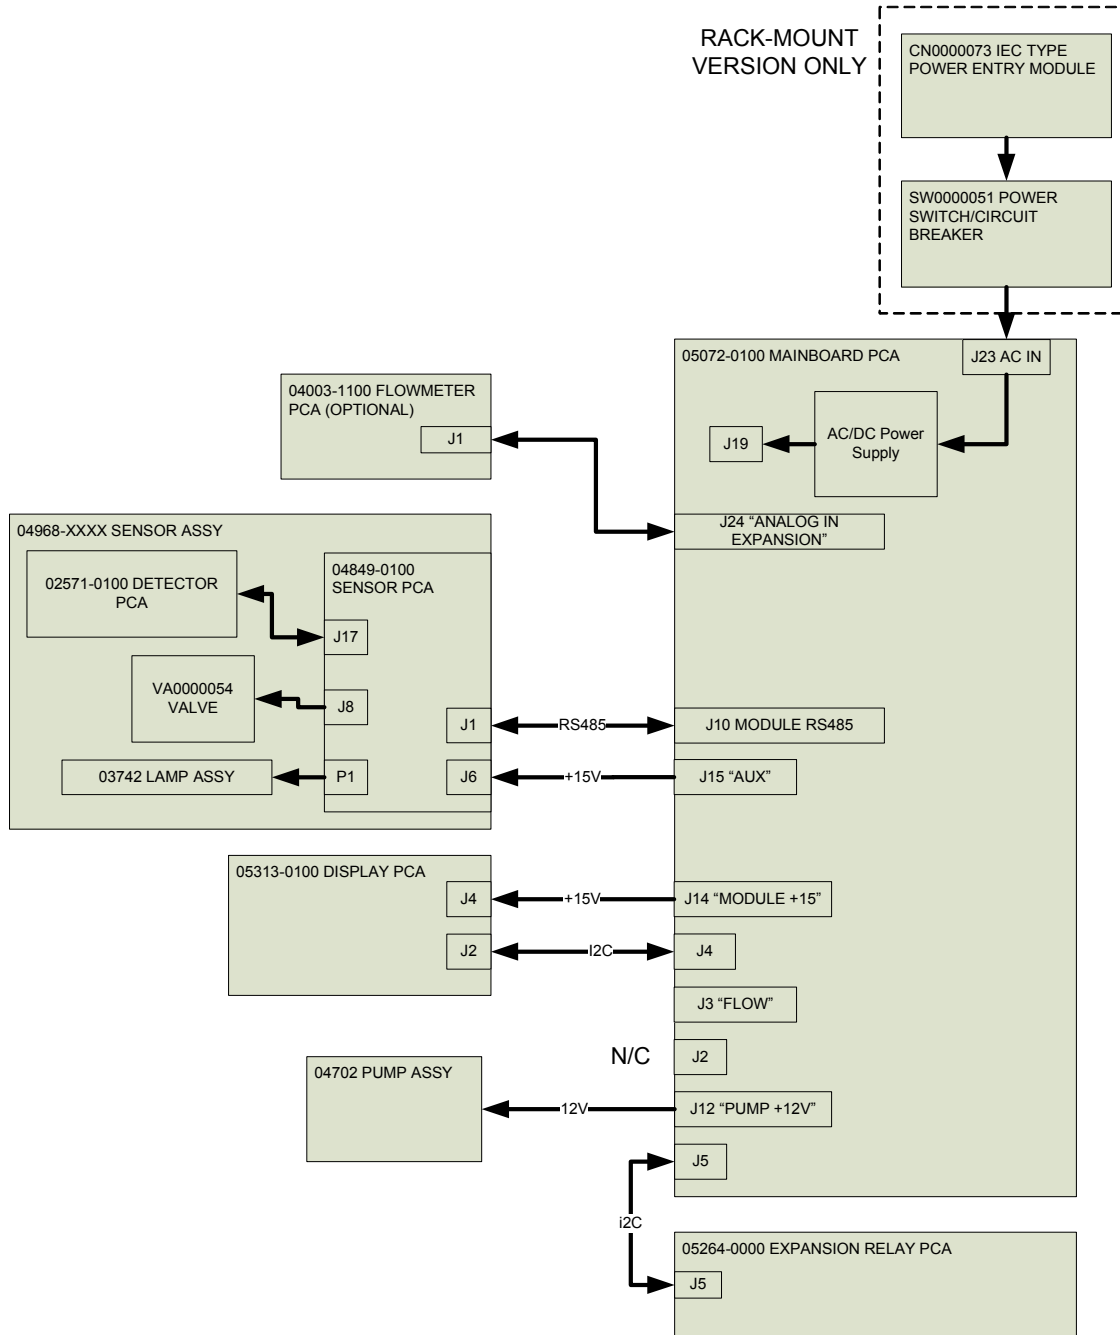 RACK-MOUNT
VERSION ONLY
CN0000073 IEC TYPE
POWER ENTRY MODULE
SW0000051 POWER
SWITCH/CIRCUIT
BREAKER
05072-0100 MAINBOARD PCA
J23 AC IN
04003-1100 FLOWMETER
PCA (OPTIONAL)
J1
J19
AC/DC Power
Supply
J24 “ANALOG IN
EXPANSION”
04968-XXXX SENSOR ASSY
02571-0100 DETECTOR
PCA
04849-0100
SENSOR PCA
J17
VA0000054
VALVE
J8
J1
RS485
J10 MODULE RS485
03742 LAMP ASSY
P1
J6
+15V
J15 “AUX”
05313-0100 DISPLAY PCA
J4
+15V
J14 “MODULE +15”
J2
I2C
J4
J3 “FLOW”
N/C
J2
04702 PUMP ASSY
12V
J12 “PUMP +12V”
J5
i2C
05264-0000 EXPANSION RELAY PCA
J5